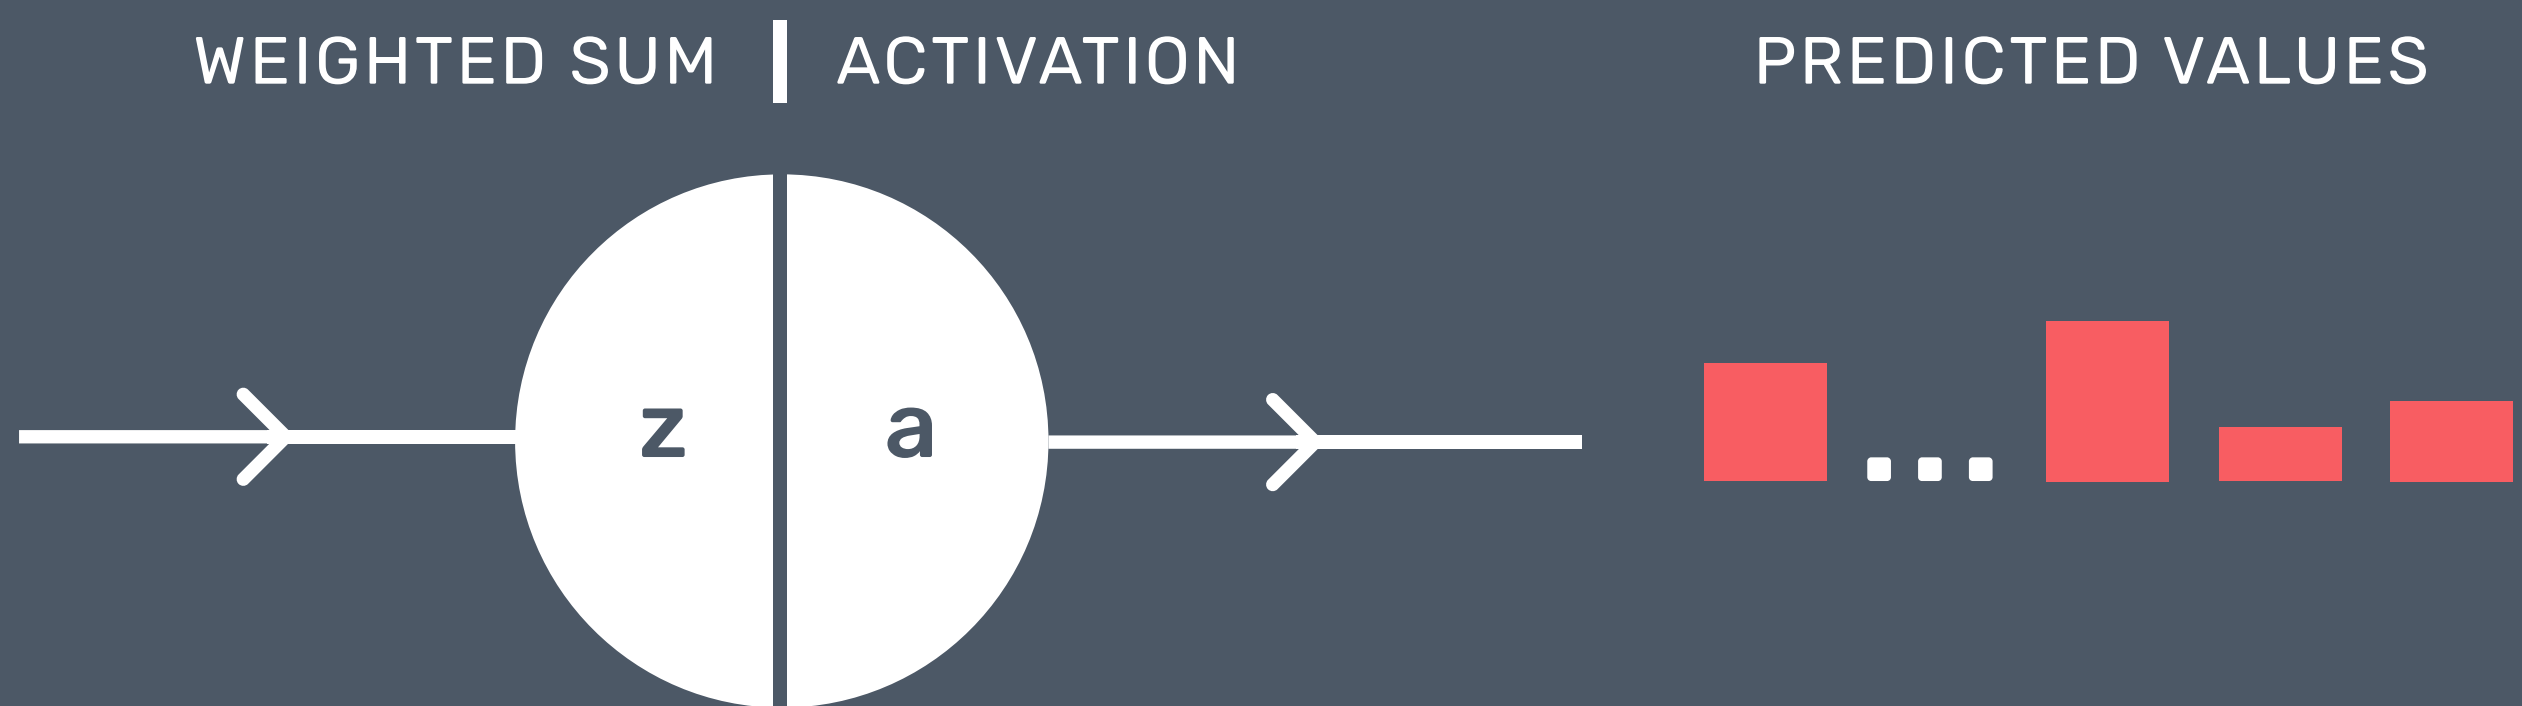 WEIGHTED SUM | ACTIVATION
PREDICTED VALUES
z
a
...